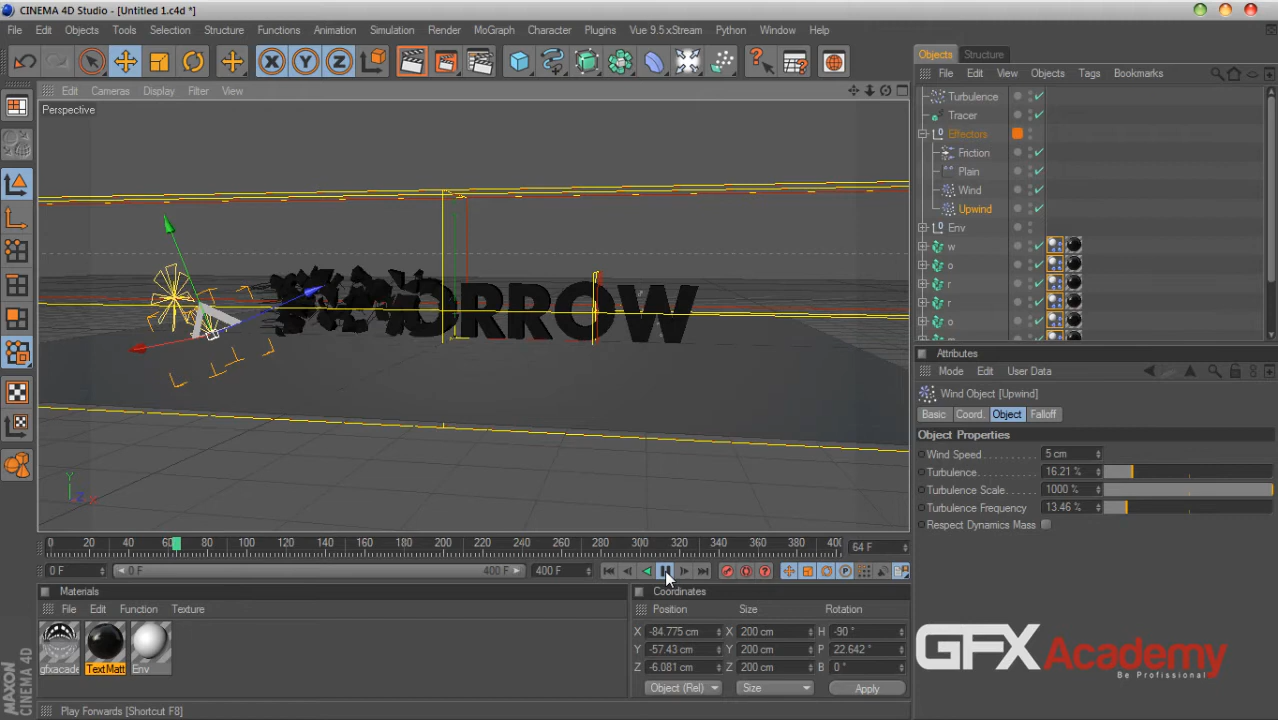 CINEMA 4D Studio - [Untitled 1.c4d *]
File Edit Objects Tools Selection Structure Functions Animation Simulation Render MoGraph Character Plugins Vue 9.5 xStream Python Window Help
Edit Cameras Display Filter View
Perspective
RROW
Y
Z
X
0 20 40 60 80 100 120 140 160 180 200 220 240 260 280 300 320 340 360 380 40
64 F
0 F
0 F
400 F
400 F
Materials
File Edit Function Texture
gfxacade
TextMatt
Env
MAXON
CINEMA 4D
Play Forwards [Shortcut F8]
Coordinates
Position Size Rotation
X -84.775 cm X 200 cm H -90 °
Y -57.43 cm Y 200 cm P 22.642 °
Z -6.081 cm Z 200 cm B 0 °
Object (Rel) Size Apply
Objects Structure
File Edit View Objects Tags Bookmarks
Turbulence
Tracer
Effectors
Friction
Plain
Wind
Upwind
Env
w
o
r
r
o
m
Attributes
Mode Edit User Data
Wind Object [Upwind]
Basic Coord. Object Falloff
Object Properties
Wind Speed 5 cm
Turbulence 16.21 %
Turbulence Scale 1000 %
Turbulence Frequency 13.46 %
Respect Dynamics Mass
GFX Academy
Be Profissional